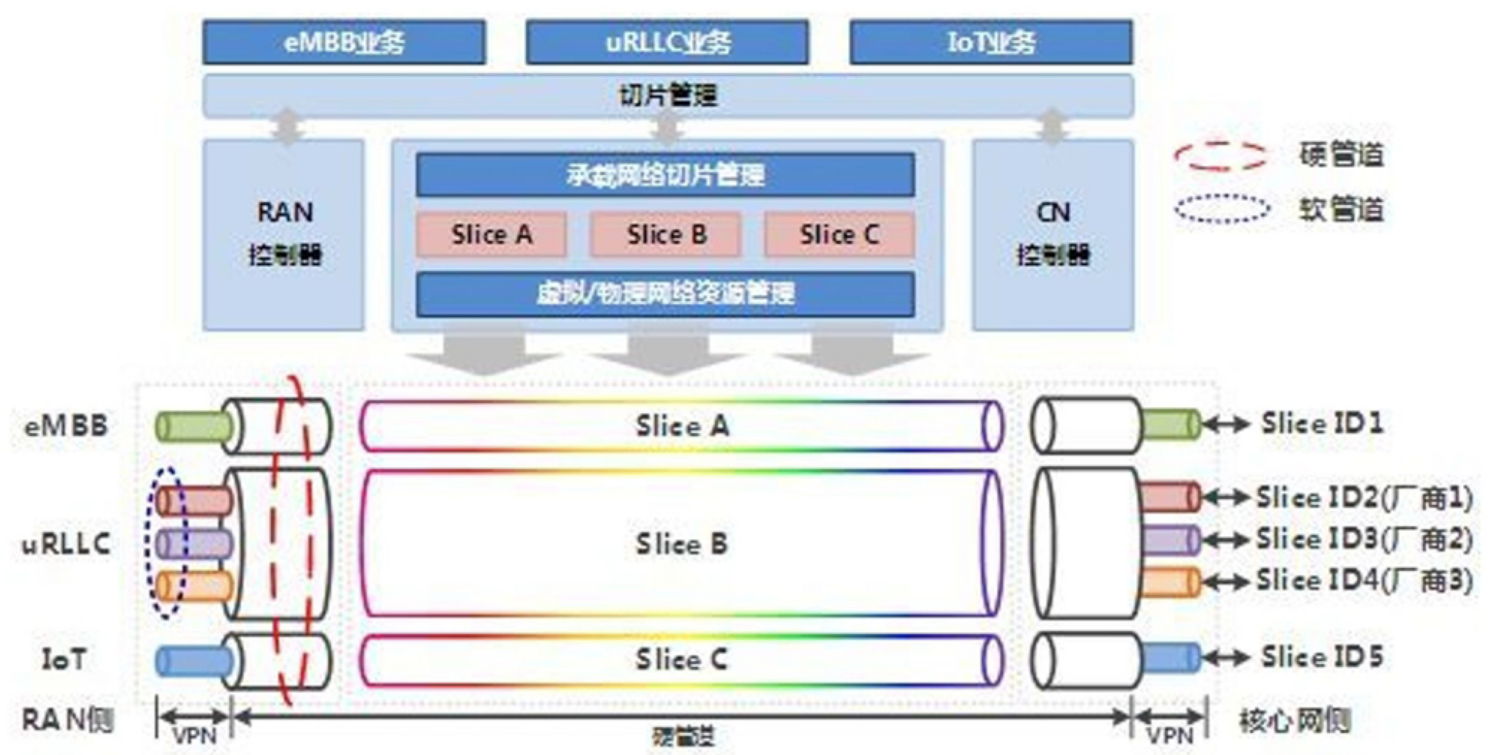 eMBB业务 uRLLC业务 IoT业务
切片管理
RAN
控制器
承载网络切片管理
Slice A Slice B Slice C
虚拟/物理网络资源管理
CN
控制器
硬管道
软管道
eMBB Slice A Slice ID1
uRLLC Slice B Slice ID2(厂商1)
Slice ID3(厂商2)
Slice ID4(厂商3)
IoT Slice C Slice ID5
RAN侧 VPN 硬管道 VPN 核心网侧